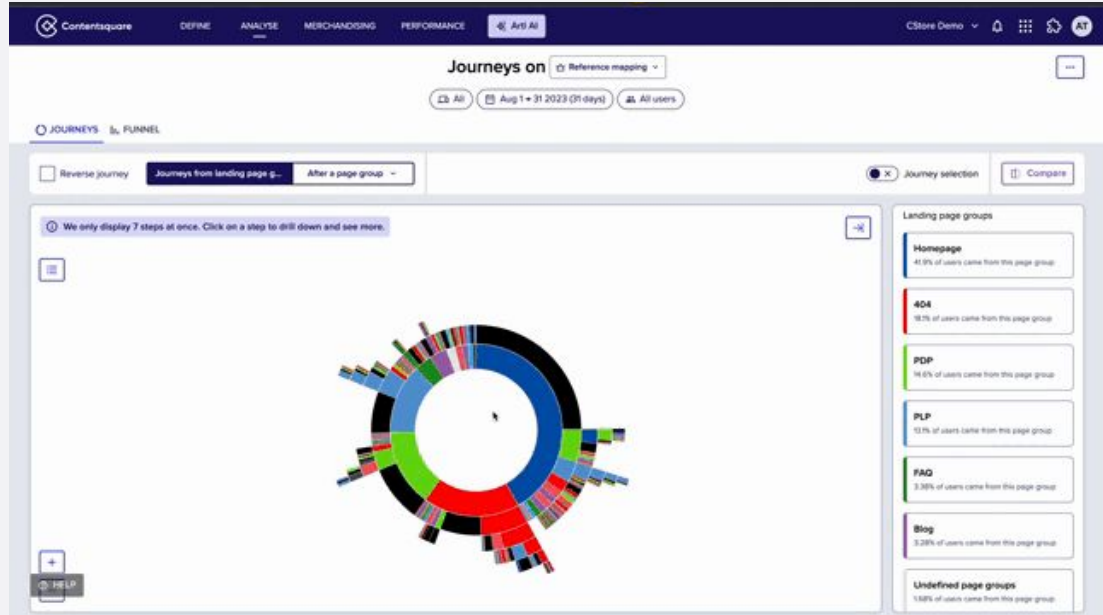 Contentsquare DEFINE ANALYSE MERCHANDISING PERFORMANCE Arti AI CStore Demo AT
Journeys on Reference mapping
All Aug 1 → 31 2023 (31 days) All users
JOURNEYS FUNNEL
Reverse journey Journeys from landing page g... After a page group Journey selection Compare
We only display 7 steps at once. Click on a step to drill down and see more.
Landing page groups
Homepage
41.9% of users came from this page group
404
18.1% of users came from this page group
PDP
14.6% of users came from this page group
PLP
13.1% of users came from this page group
FAQ
3.36% of users came from this page group
Blog
3.28% of users came from this page group
HELP
Undefined page groups
1.68% of users came from this page group